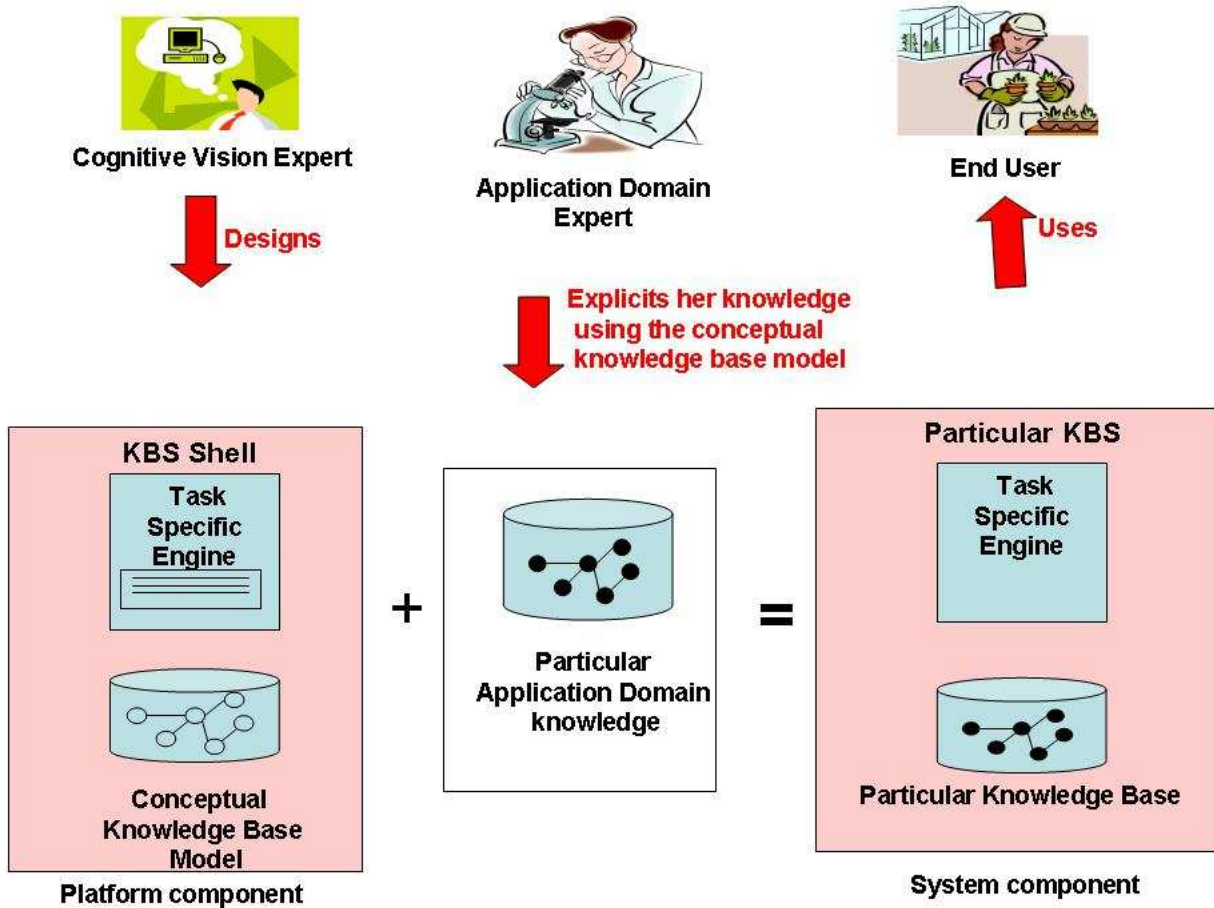 Cognitive Vision Expert
Application Domain
Expert
End User
Designs
Explicits her knowledge
using the conceptual
knowledge base model
Uses
KBS Shell
Task
Specific
Engine
Conceptual
Knowledge Base
Model
Platform component
+
Particular
Application Domain
knowledge
=
Particular KBS
Task
Specific
Engine
Particular Knowledge Base
System component